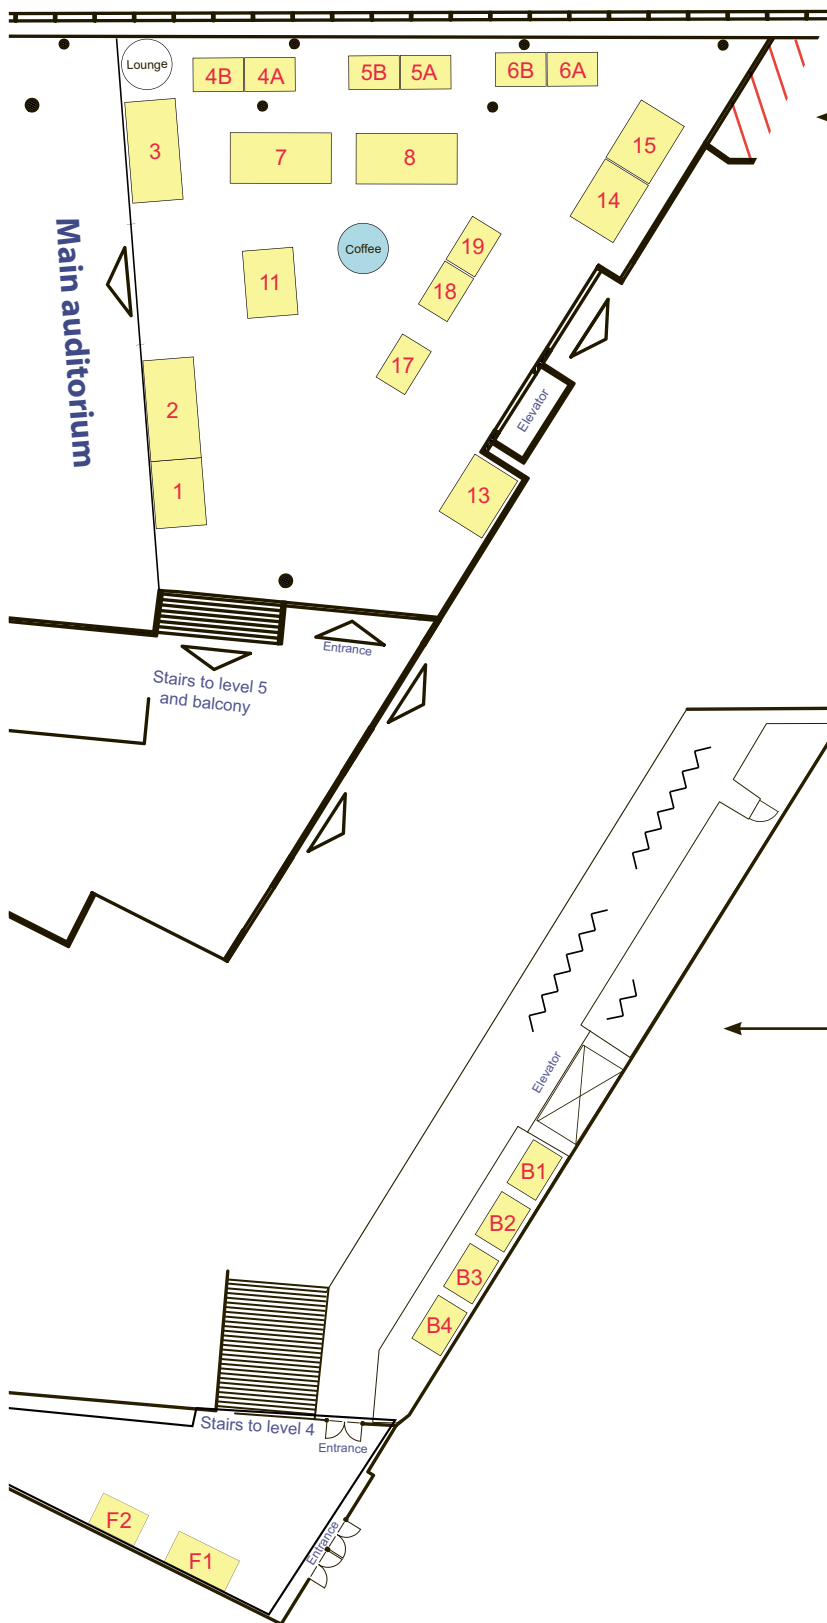 Lounge
4B
4A
5B
5A
6B
6A
3
7
8
15
14
Main auditorium
Coffee
19
11
18
17
2
Elevator
1
13
Entrance
Stairs to level 5
and balcony
Elevator
B1
B2
B3
B4
Stairs to level 4
Entrance
F2
Entrance
F1